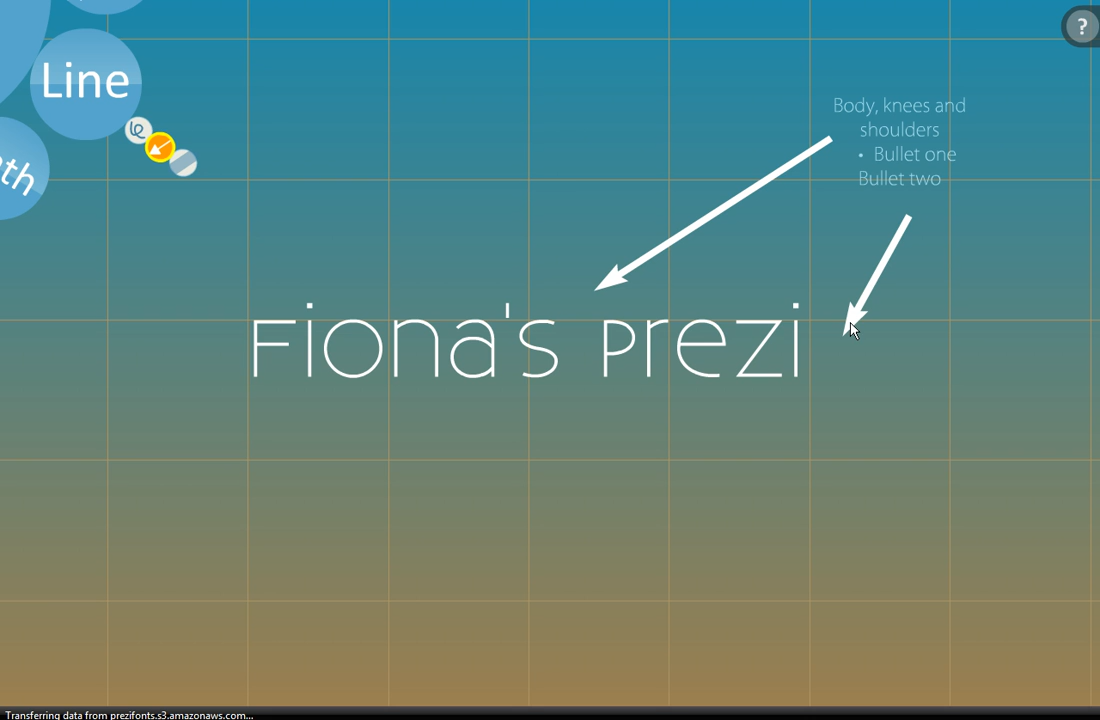 Line
?
Body, knees and
shoulders
• Bullet one
Bullet two
th
Fiona's Prezi
Transferring data from prezifonts.s3.amazonaws.com...